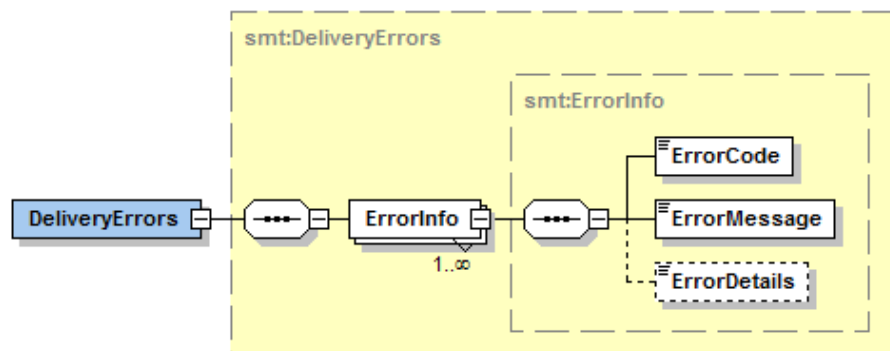 smt:DeliveryErrors
smt:ErrorInfo
ErrorCode
DeliveryErrors
ErrorInfo
ErrorMessage
1..∞
ErrorDetails